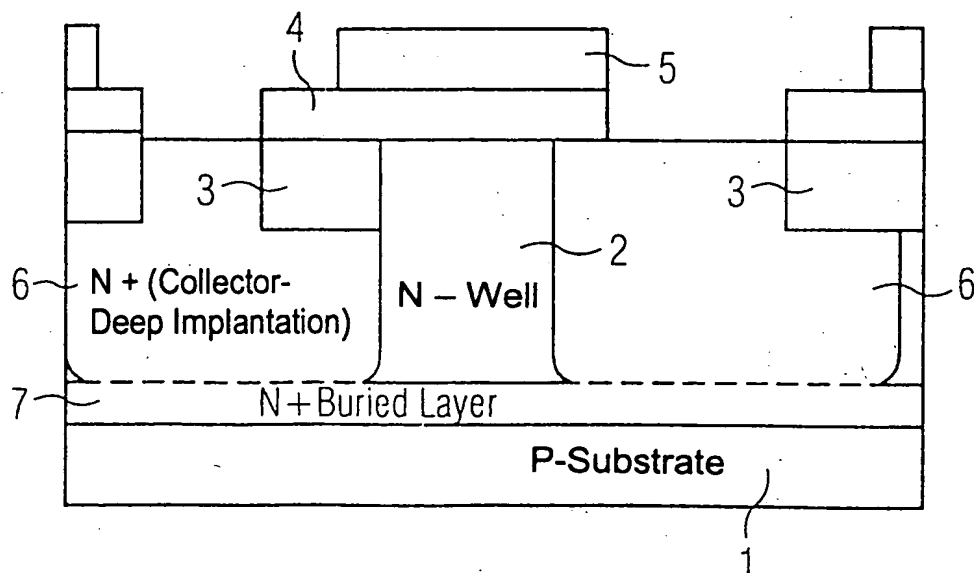 4
5
3
3
2
6
N + (Collector-
Deep Implantation)
N – Well
6
7
N+Buried Layer
P-Substrate
1